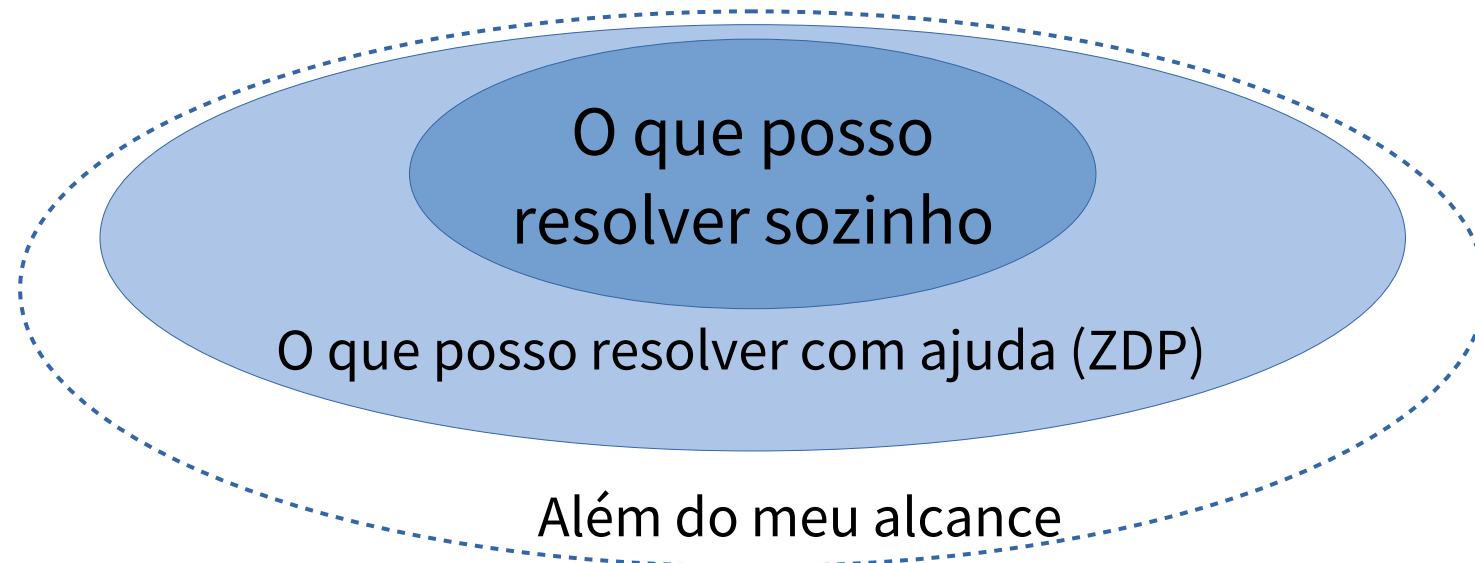 O que posso
resolver sozinho
O que posso resolver com ajuda (ZDP)
Além do meu alcance